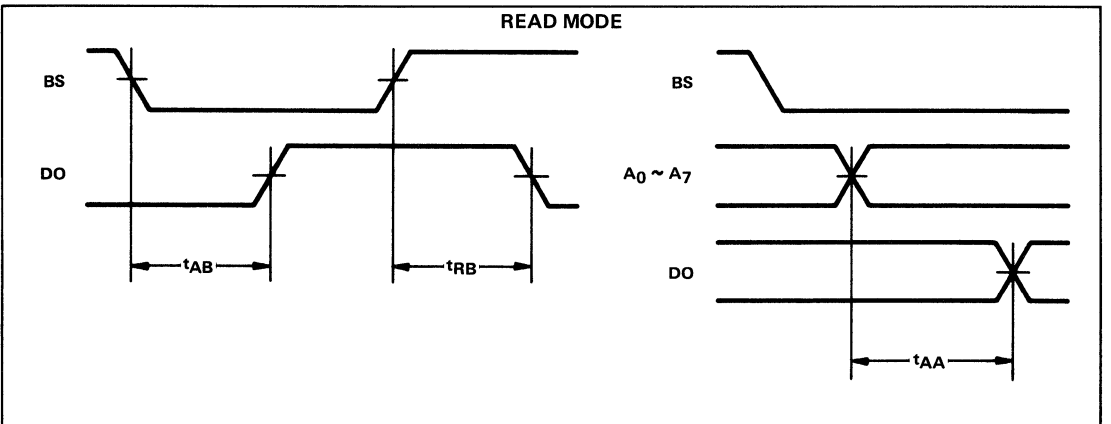 READ MODE
BS
DO
tAB
tRB
BS
A0 ~ A7
DO
tAA